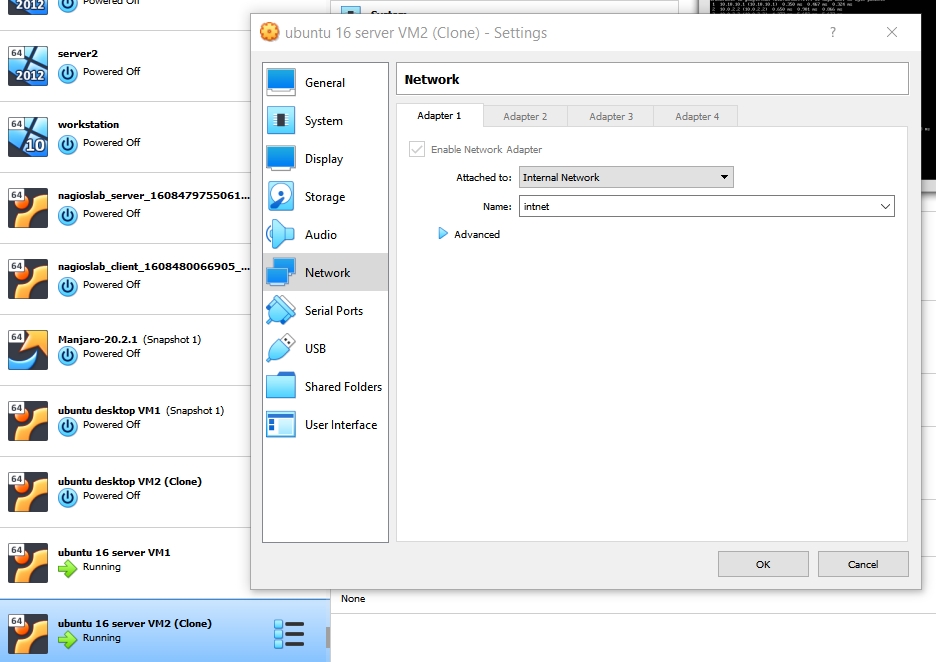 2012
Powered Off
System
ubuntu 16 server VM2 (Clone) - Settings
?
64
2012
server2
Powered Off
64
10
workstation
Powered Off
64
nagioslab_server_1608479755061...
Powered Off
64
nagioslab_client_1608480066905_...
Powered Off
64
Manjaro-20.2.1 (Snapshot 1)
Powered Off
64
ubuntu desktop VM1 (Snapshot 1)
Powered Off
64
ubuntu desktop VM2 (Clone)
Powered Off
64
ubuntu 16 server VM1
Running
64
ubuntu 16 server VM2 (Clone)
Running
General
System
Display
Storage
Audio
Network
Serial Ports
USB
Shared Folders
User Interface
Network
Adapter 1
Adapter 2
Adapter 3
Adapter 4
Enable Network Adapter
Attached to: Internal Network
Name: intnet
Advanced
OK
Cancel
None